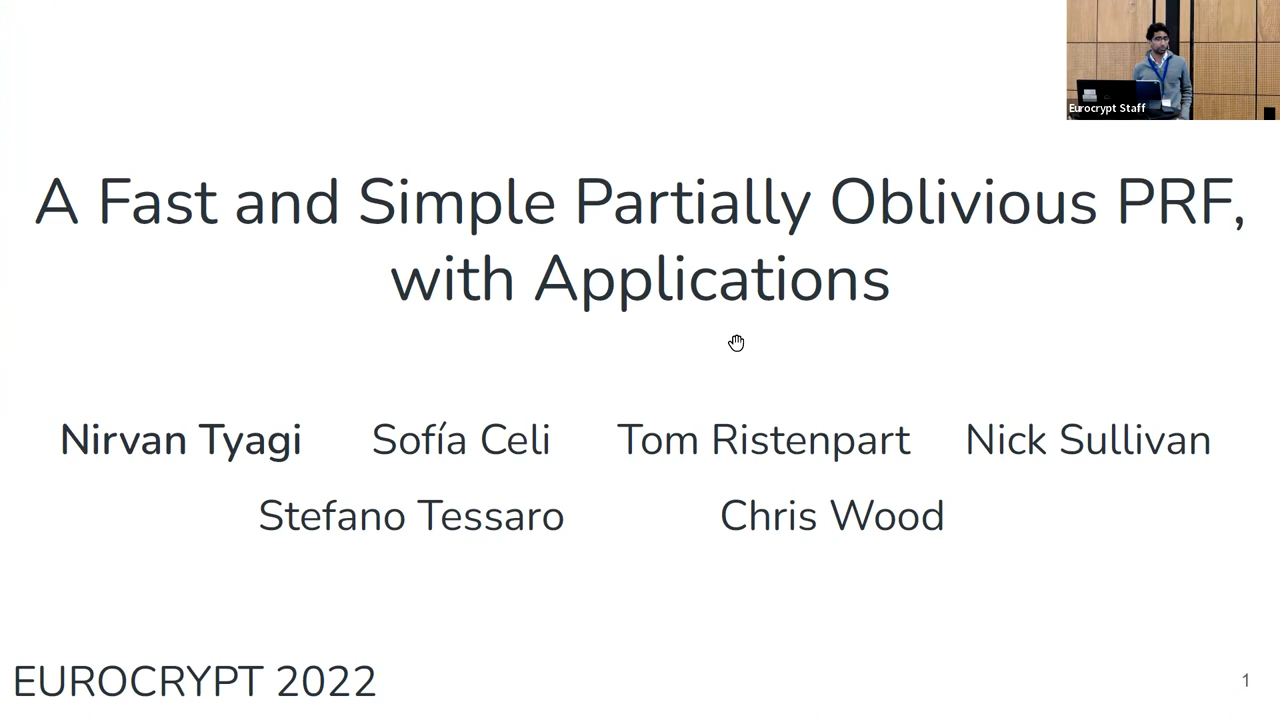 Eurocrypt Staff
A Fast and Simple Partially Oblivious PRF,
with Applications
Nirvan Tyagi Sofía Celi Tom Ristenpart Nick Sullivan
Stefano Tessaro Chris Wood
EUROCRYPT 2022
1